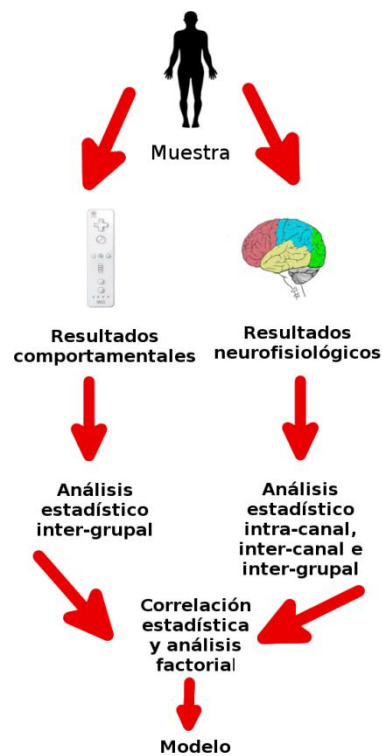 Muestra
Resultados
comportamentales
Resultados
neurofisiológicos
Análisis
estadístico
inter-grupal
Análisis
estadístico
intra-canal,
inter-canal e
inter-grupal
Correlación
estadística
y análisis
factorial
Modelo